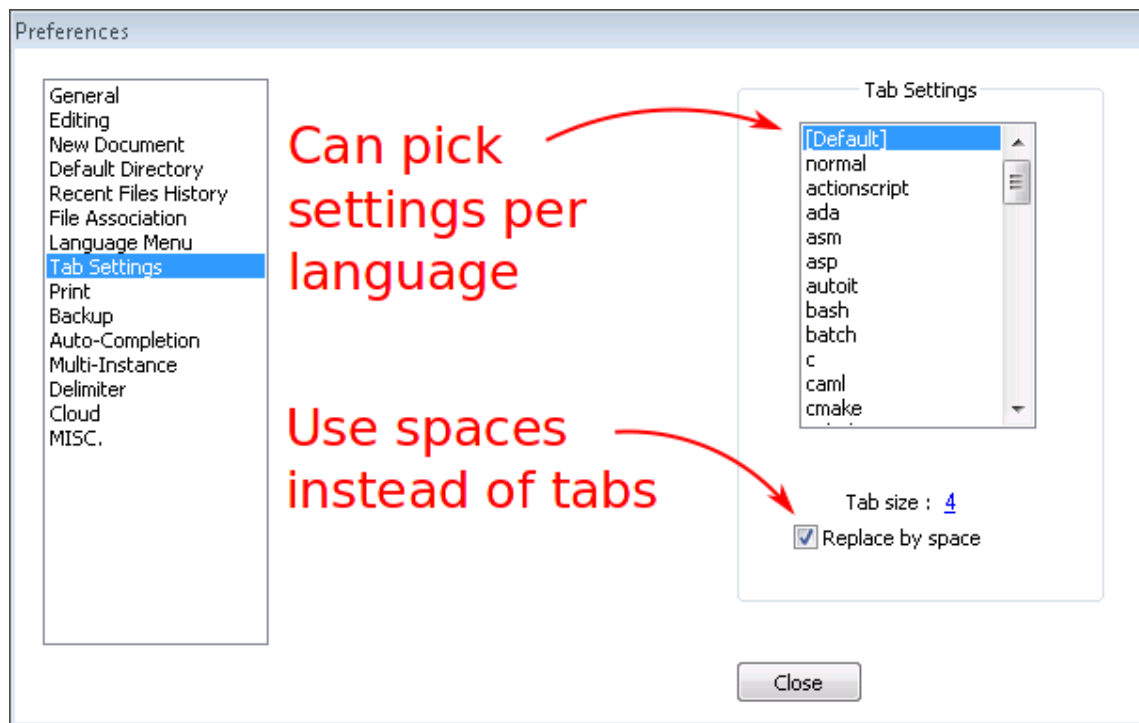 Preferences
General
Editing
New Document
Default Directory
Recent Files History
File Association
Language Menu
Tab Settings
Print
Backup
Auto-Completion
Multi-Instance
Delimiter
Cloud
MISC.
Can pick
settings per
language
Use spaces
instead of tabs
Tab Settings
[Default]
normal
actionscript
ada
asm
asp
autoit
bash
batch
c
caml
cmake
Tab size : 4
Replace by space
Close